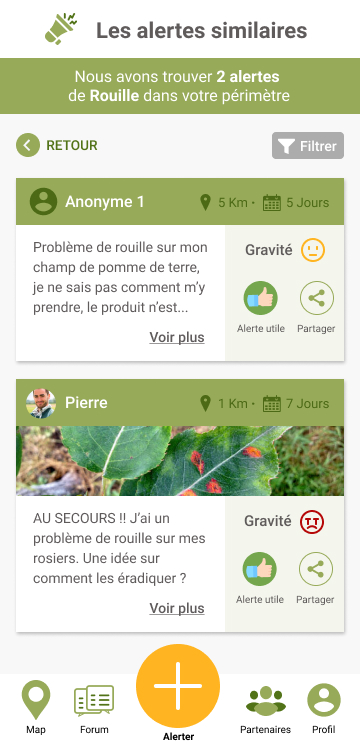 Les alertes similaires
Nous avons trouver 2 alertes
de Rouille dans votre périmètre
RETOUR
Filtrer
Anonyme 1
5 Km •
5 Jours
Problème de rouille sur mon
champ de pomme de terre,
je ne sais pas comment m’y
prendre, le produit n’est...
Voir plus
Gravité
Alerte utile
Partager
Pierre
1 Km •
7 Jours
AU SECOURS !! J’ai un
problème de rouille sur mes
rosiers. Une idée sur
comment les éradiquer ?
Voir plus
Gravité
Alerte utile
Partager
Map
Forum
Alerter
Partenaires
Profil